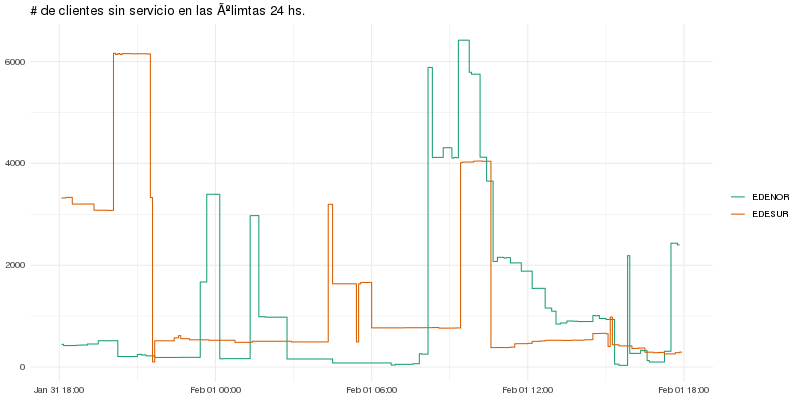 # de clientes sin servicio en las Ãºlimtas 24 hs.
6000
4000
2000
0
Jan 31 18:00
Feb 01 00:00
Feb 01 06:00
Feb 01 12:00
Feb 01 18:00
EDENOR
EDESUR